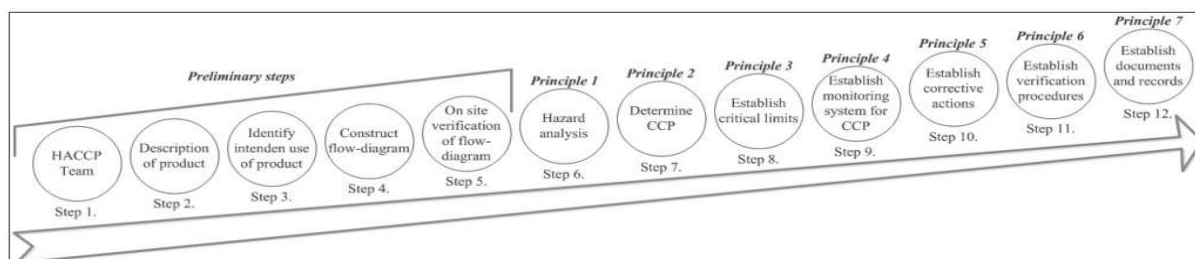 Preliminary steps
HACCP
Team
Step 1.
Description
of product
Step 2.
Identify
intenden use
of product
Step 3.
Construct
flow-diagram
Step 4.
On site
verification
of flow-
diagram
Step 5.
Principle 1
Hazard
analysis
Step 6.
Principle 2
Determine
CCP
Step 7.
Principle 3
Establish
critical limits
Step 8.
Principle 4
Establish
monitoring
system for
CCP
Step 9.
Principle 5
Establish
corrective
actions
Step 10.
Principle 6
Establish
verification
procedures
Step 11.
Principle 7
Establish
documents
and records
Step 12.